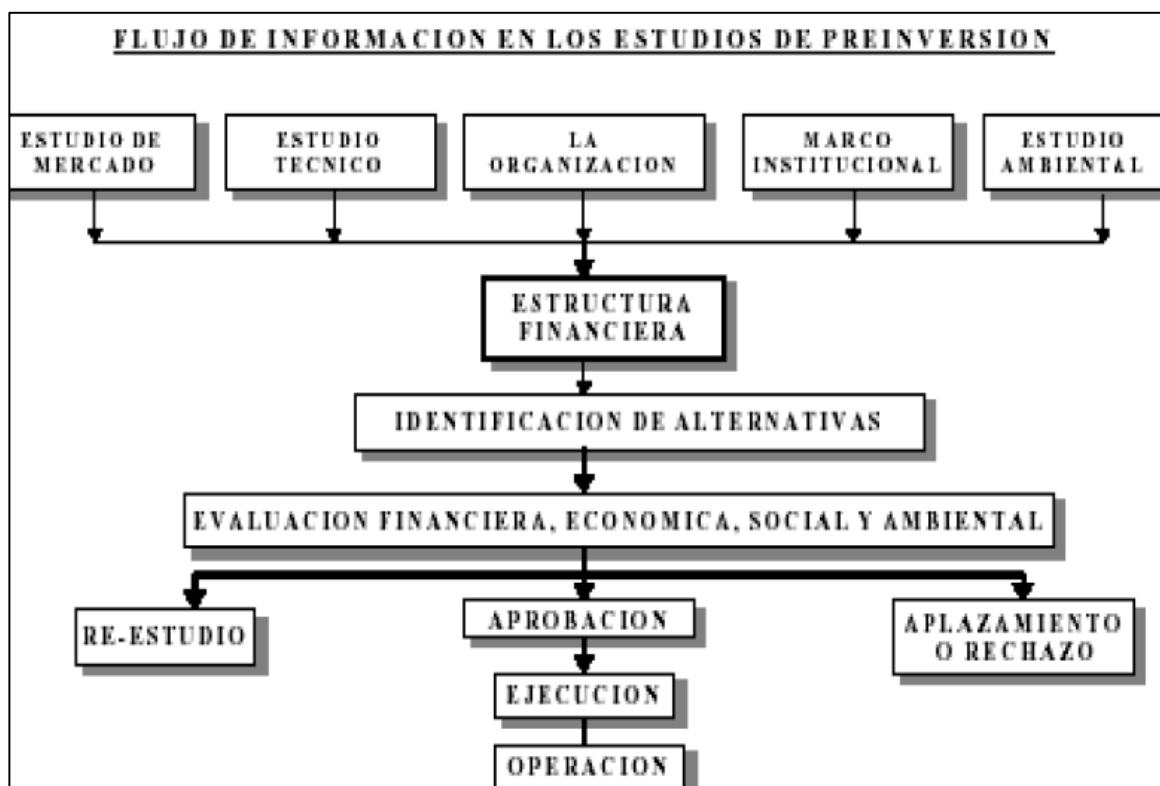 FLUJO DE INFORMACION EN LOS ESTUDIOS DE PREINVERSION
ESTUDIO DE
MERCADO
ESTUDIO
TECNICO
LA
ORGANIZACION
MARCO
INSTITUCIONAL
ESTUDIO
AMBIENTAL
ESTRUCTURA
FINANCIERA
IDENTIFICACION DE ALTERNATIVAS
EVALUACION FINANCIERA, ECONOMICA, SOCIAL Y AMBIENTAL
RE-ESTUDIO
APROBACION
APLAZAMIENTO
O RECHAZO
EJECUCION
OPERACION